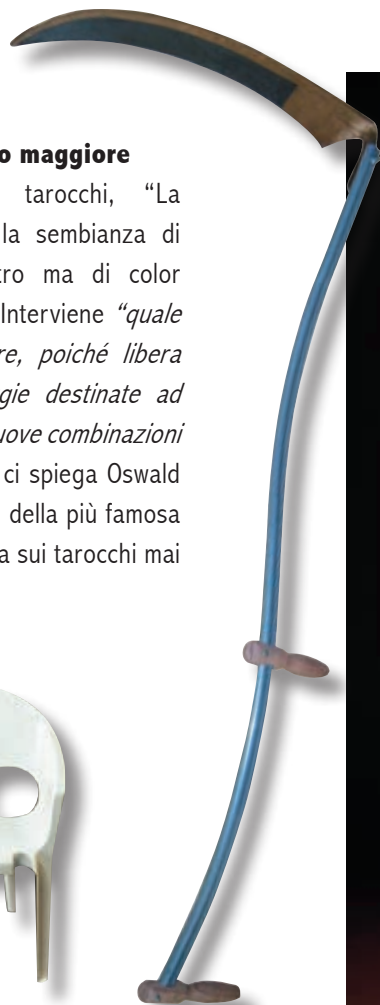 o maggiore
tarocchi, “La
la sembianza di
tro ma di color
Interviene “quale
re, poiché libera
gie destinate ad
uove combinazioni
ci spiega Oswald
della più famosa
a sui tarocchi mai